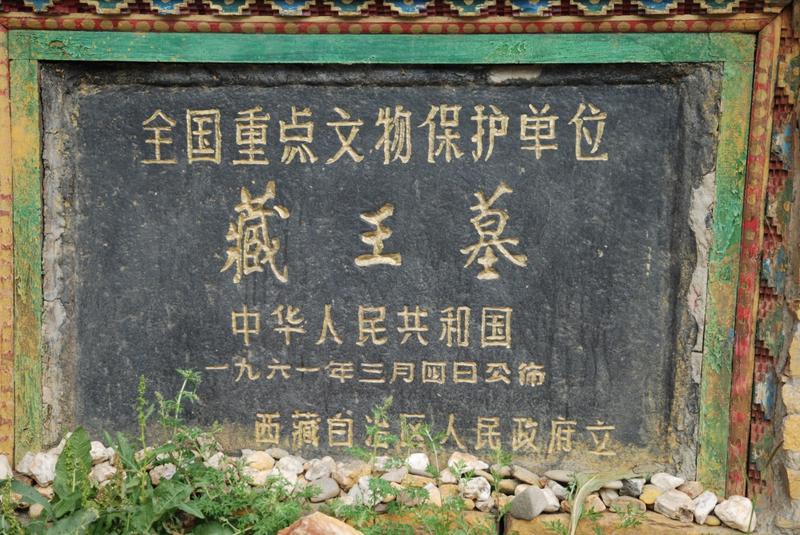 全国重点文物保护单位
藏王墓
中华人民共和国
一九六一年三月四日公佈
西藏自治区人民政府立